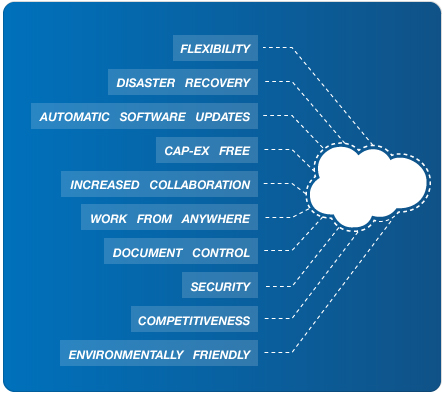 FLEXIBILITY
DISASTER RECOVERY
AUTOMATIC SOFTWARE UPDATES
CAP-EX FREE
INCREASED COLLABORATION
WORK FROM ANYWHERE
DOCUMENT CONTROL
SECURITY
COMPETITIVENESS
ENVIRONMENTALLY FRIENDLY